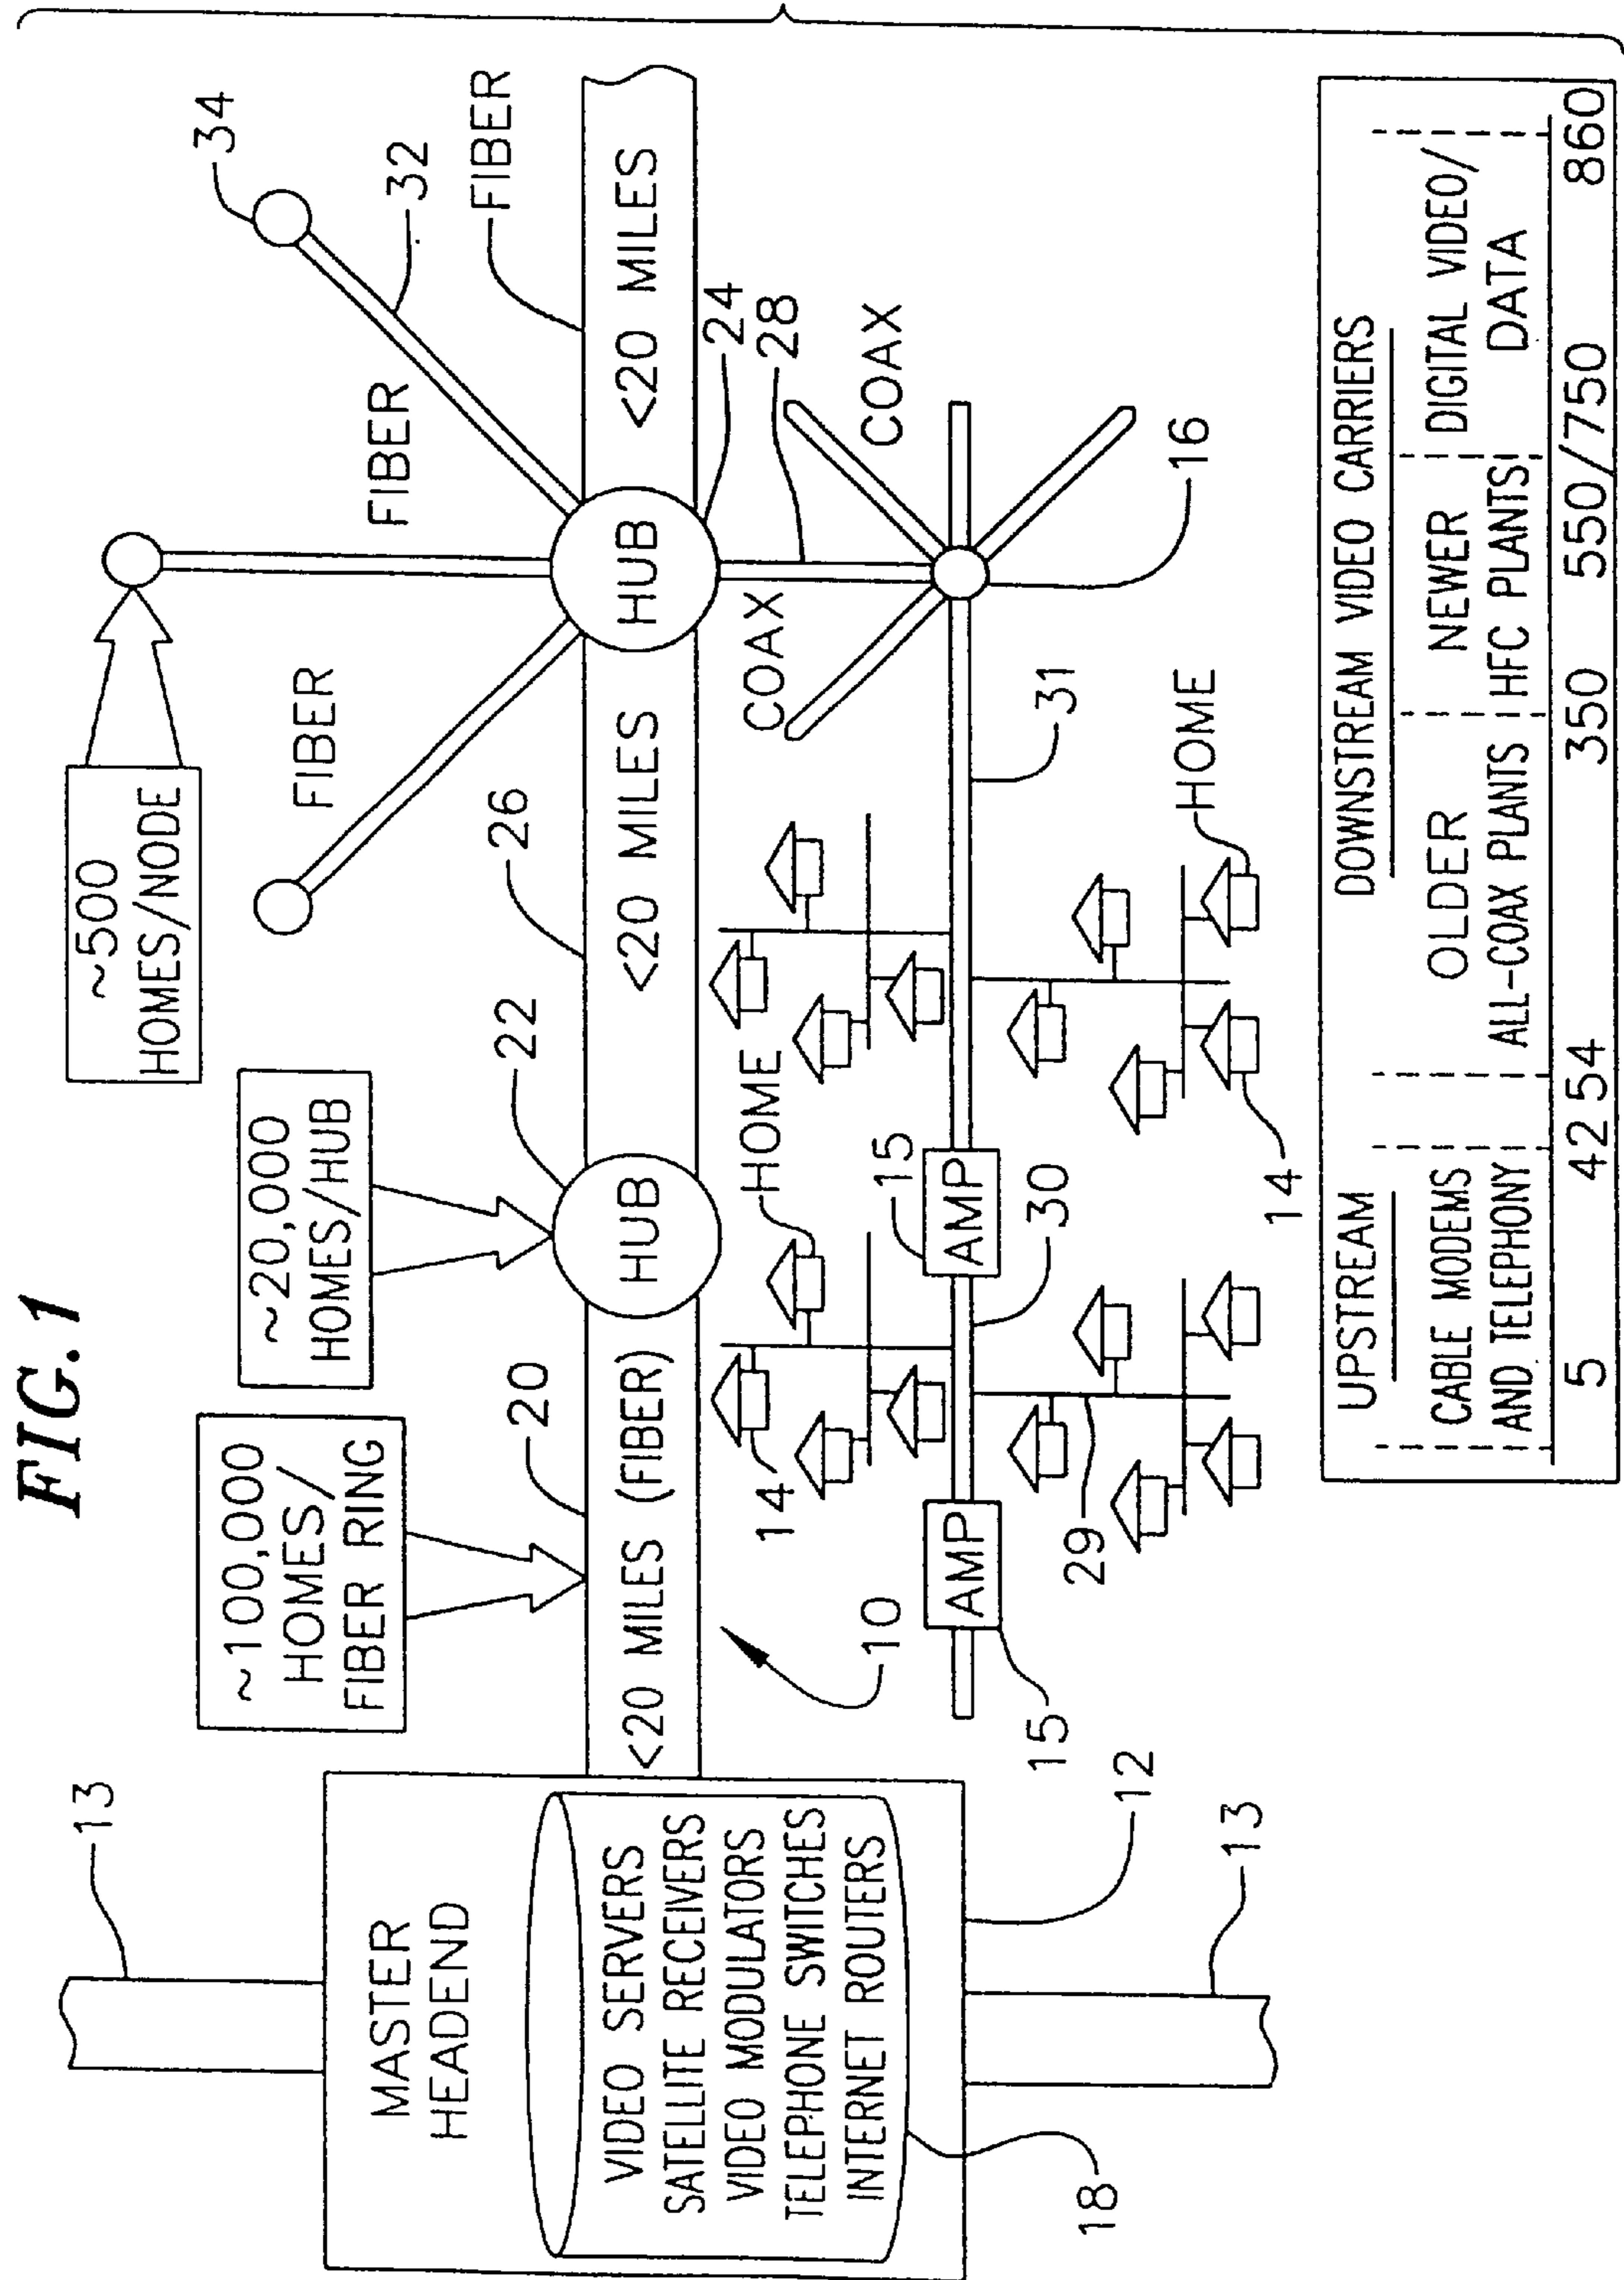 FIG.1
~100,000
HOMES/
FIBER RING
~20,000
HOMES/HUB
~500
HOMES/NODE
13
MASTER
HEADEND
VIDEO SERVERS
SATELLITE RECEIVERS
VIDEO MODULATORS
TELEPHONE SWITCHES
INTERNET ROUTERS
18
12
13
20
<20 MILES (FIBER)
22
HUB
26
<20 MILES
HUB
<20 MILES
FIBER
FIBER
FIBER
34
32
24
28
COAX
COAX
16
10
14
HOME
15
AMP
15
AMP
30
29
31
HOME
14
UPSTREAM
DOWNSTREAM VIDEO CARRIERS
CABLE MODEMS
AND TELEPHONY
OLDER
ALL-COAX PLANTS
NEWER
HFC PLANTS
DIGITAL VIDEO/
DATA
5 42 54 350 550/750 860